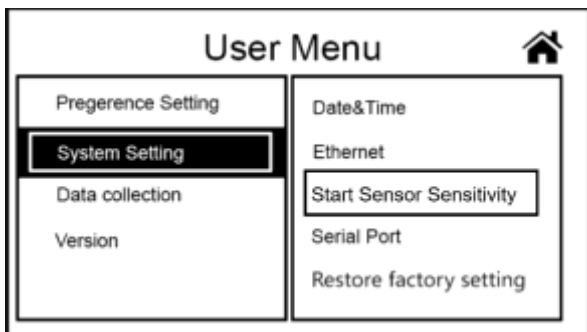 User Menu
Pregerence Setting
System Setting
Data collection
Version
Date&Time
Ethernet
Start Sensor Sensitivity
Serial Port
Restore factory setting